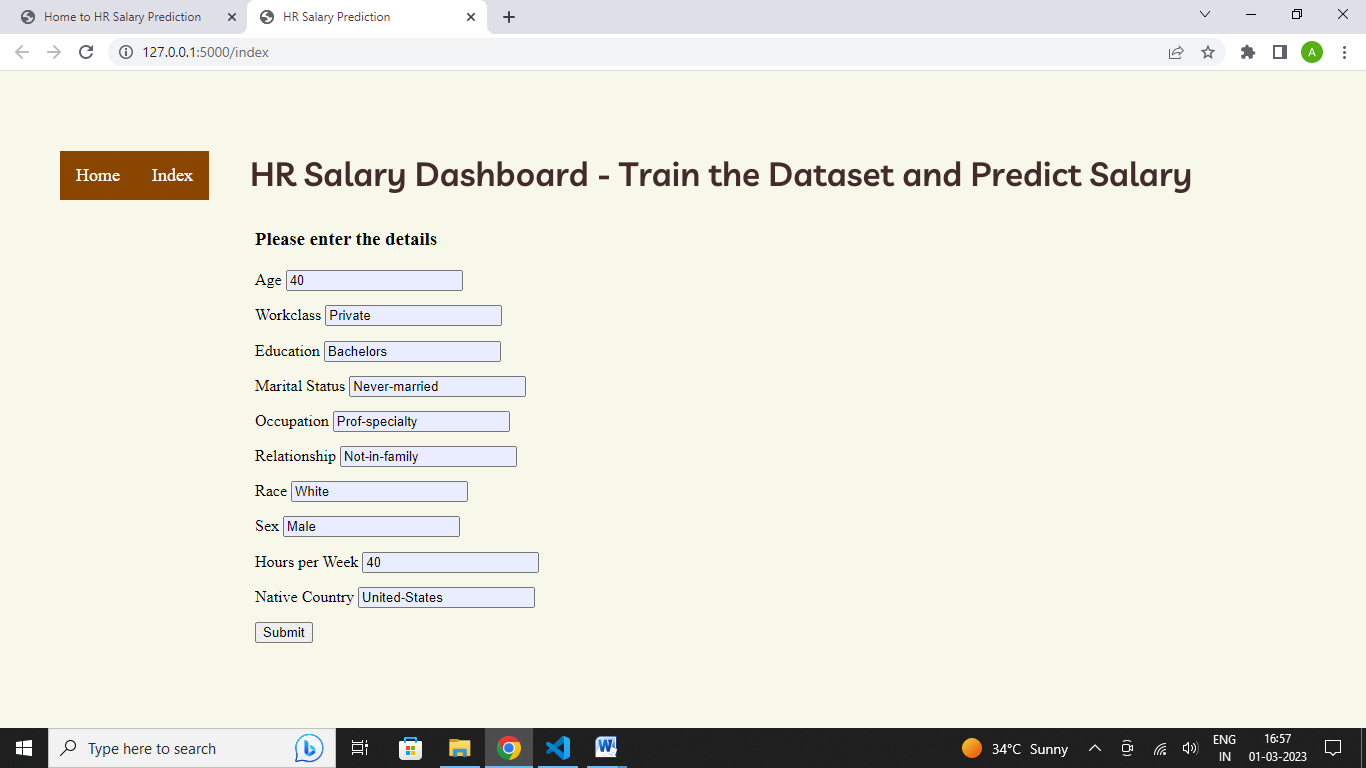 Home to HR Salary Prediction
HR Salary Prediction
127.0.0.1:5000/index
A
Home Index
HR Salary Dashboard - Train the Dataset and Predict Salary
Please enter the details
Age 40
Workclass Private
Education Bachelors
Marital Status Never-married
Occupation Prof-specialty
Relationship Not-in-family
Race White
Sex Male
Hours per Week 40
Native Country United-States
Submit
Type here to search
34°C Sunny
ENG
IN
16:57
01-03-2023